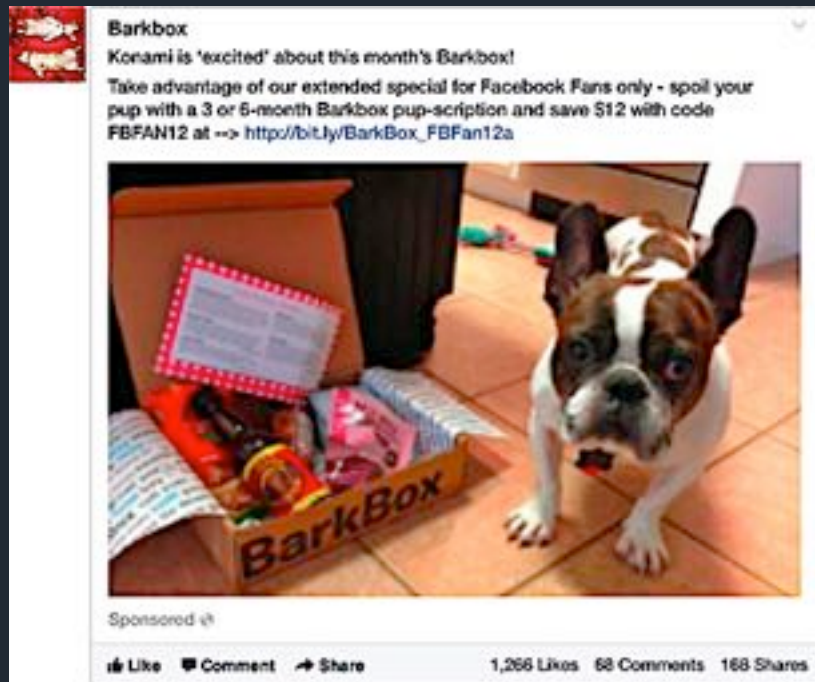 Barkbox
Konami is 'excited' about this month's Barkbox!
Take advantage of our extended special for Facebook Fans only - spoil your
pup with a 3 or 6-month Barkbox pup-scription and save $12 with code
FBFAN12 at --> http://bit.ly/BarkBox_FBFan12a
BarkBox
Sponsored
Like Comment Share 1,266 Likes 68 Comments 168 Shares